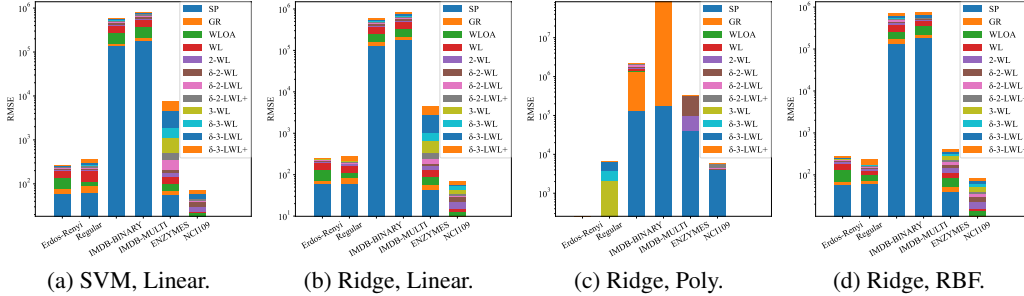 RMSE
10^5
10^4
10^3
10^2
SP
GR
WLOA
WL
2-WL
δ-2-WL
δ-2-LWL
δ-2-LWL+
3-WL
δ-3-WL
δ-3-LWL
δ-3-LWL+
Erdos-Renyi
Regular
IMDB-BINARY
IMDB-MULTI
ENZYMES
NCI109
(a) SVM, Linear.
RMSE
10^6
10^5
10^4
10^3
10^2
10^1
SP
GR
WLOA
WL
2-WL
δ-2-WL
δ-2-LWL
δ-2-LWL+
3-WL
δ-3-WL
δ-3-LWL
δ-3-LWL+
Erdos-Renyi
Regular
IMDB-BINARY
IMDB-MULTI
ENZYMES
NCI109
(b) Ridge, Linear.
RMSE
10^7
10^6
10^5
10^4
10^3
SP
GR
WLOA
WL
2-WL
δ-2-WL
δ-2-LWL
δ-2-LWL+
3-WL
δ-3-WL
δ-3-LWL
δ-3-LWL+
Erdos-Renyi
Regular
IMDB-BINARY
IMDB-MULTI
ENZYMES
NCI109
(c) Ridge, Poly.
RMSE
10^6
10^5
10^4
10^3
10^2
SP
GR
WLOA
WL
2-WL
δ-2-WL
δ-2-LWL
δ-2-LWL+
3-WL
δ-3-WL
δ-3-LWL
δ-3-LWL+
Erdos-Renyi
Regular
IMDB-BINARY
IMDB-MULTI
ENZYMES
NCI109
(d) Ridge, RBF.